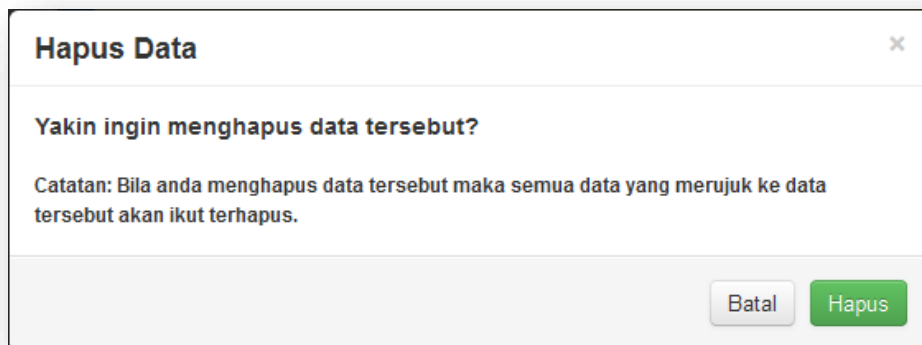 Hapus Data ×
Yakin ingin menghapus data tersebut?
Catatan: Bila anda menghapus data tersebut maka semua data yang merujuk ke data
tersebut akan ikut terhapus.
Batal Hapus